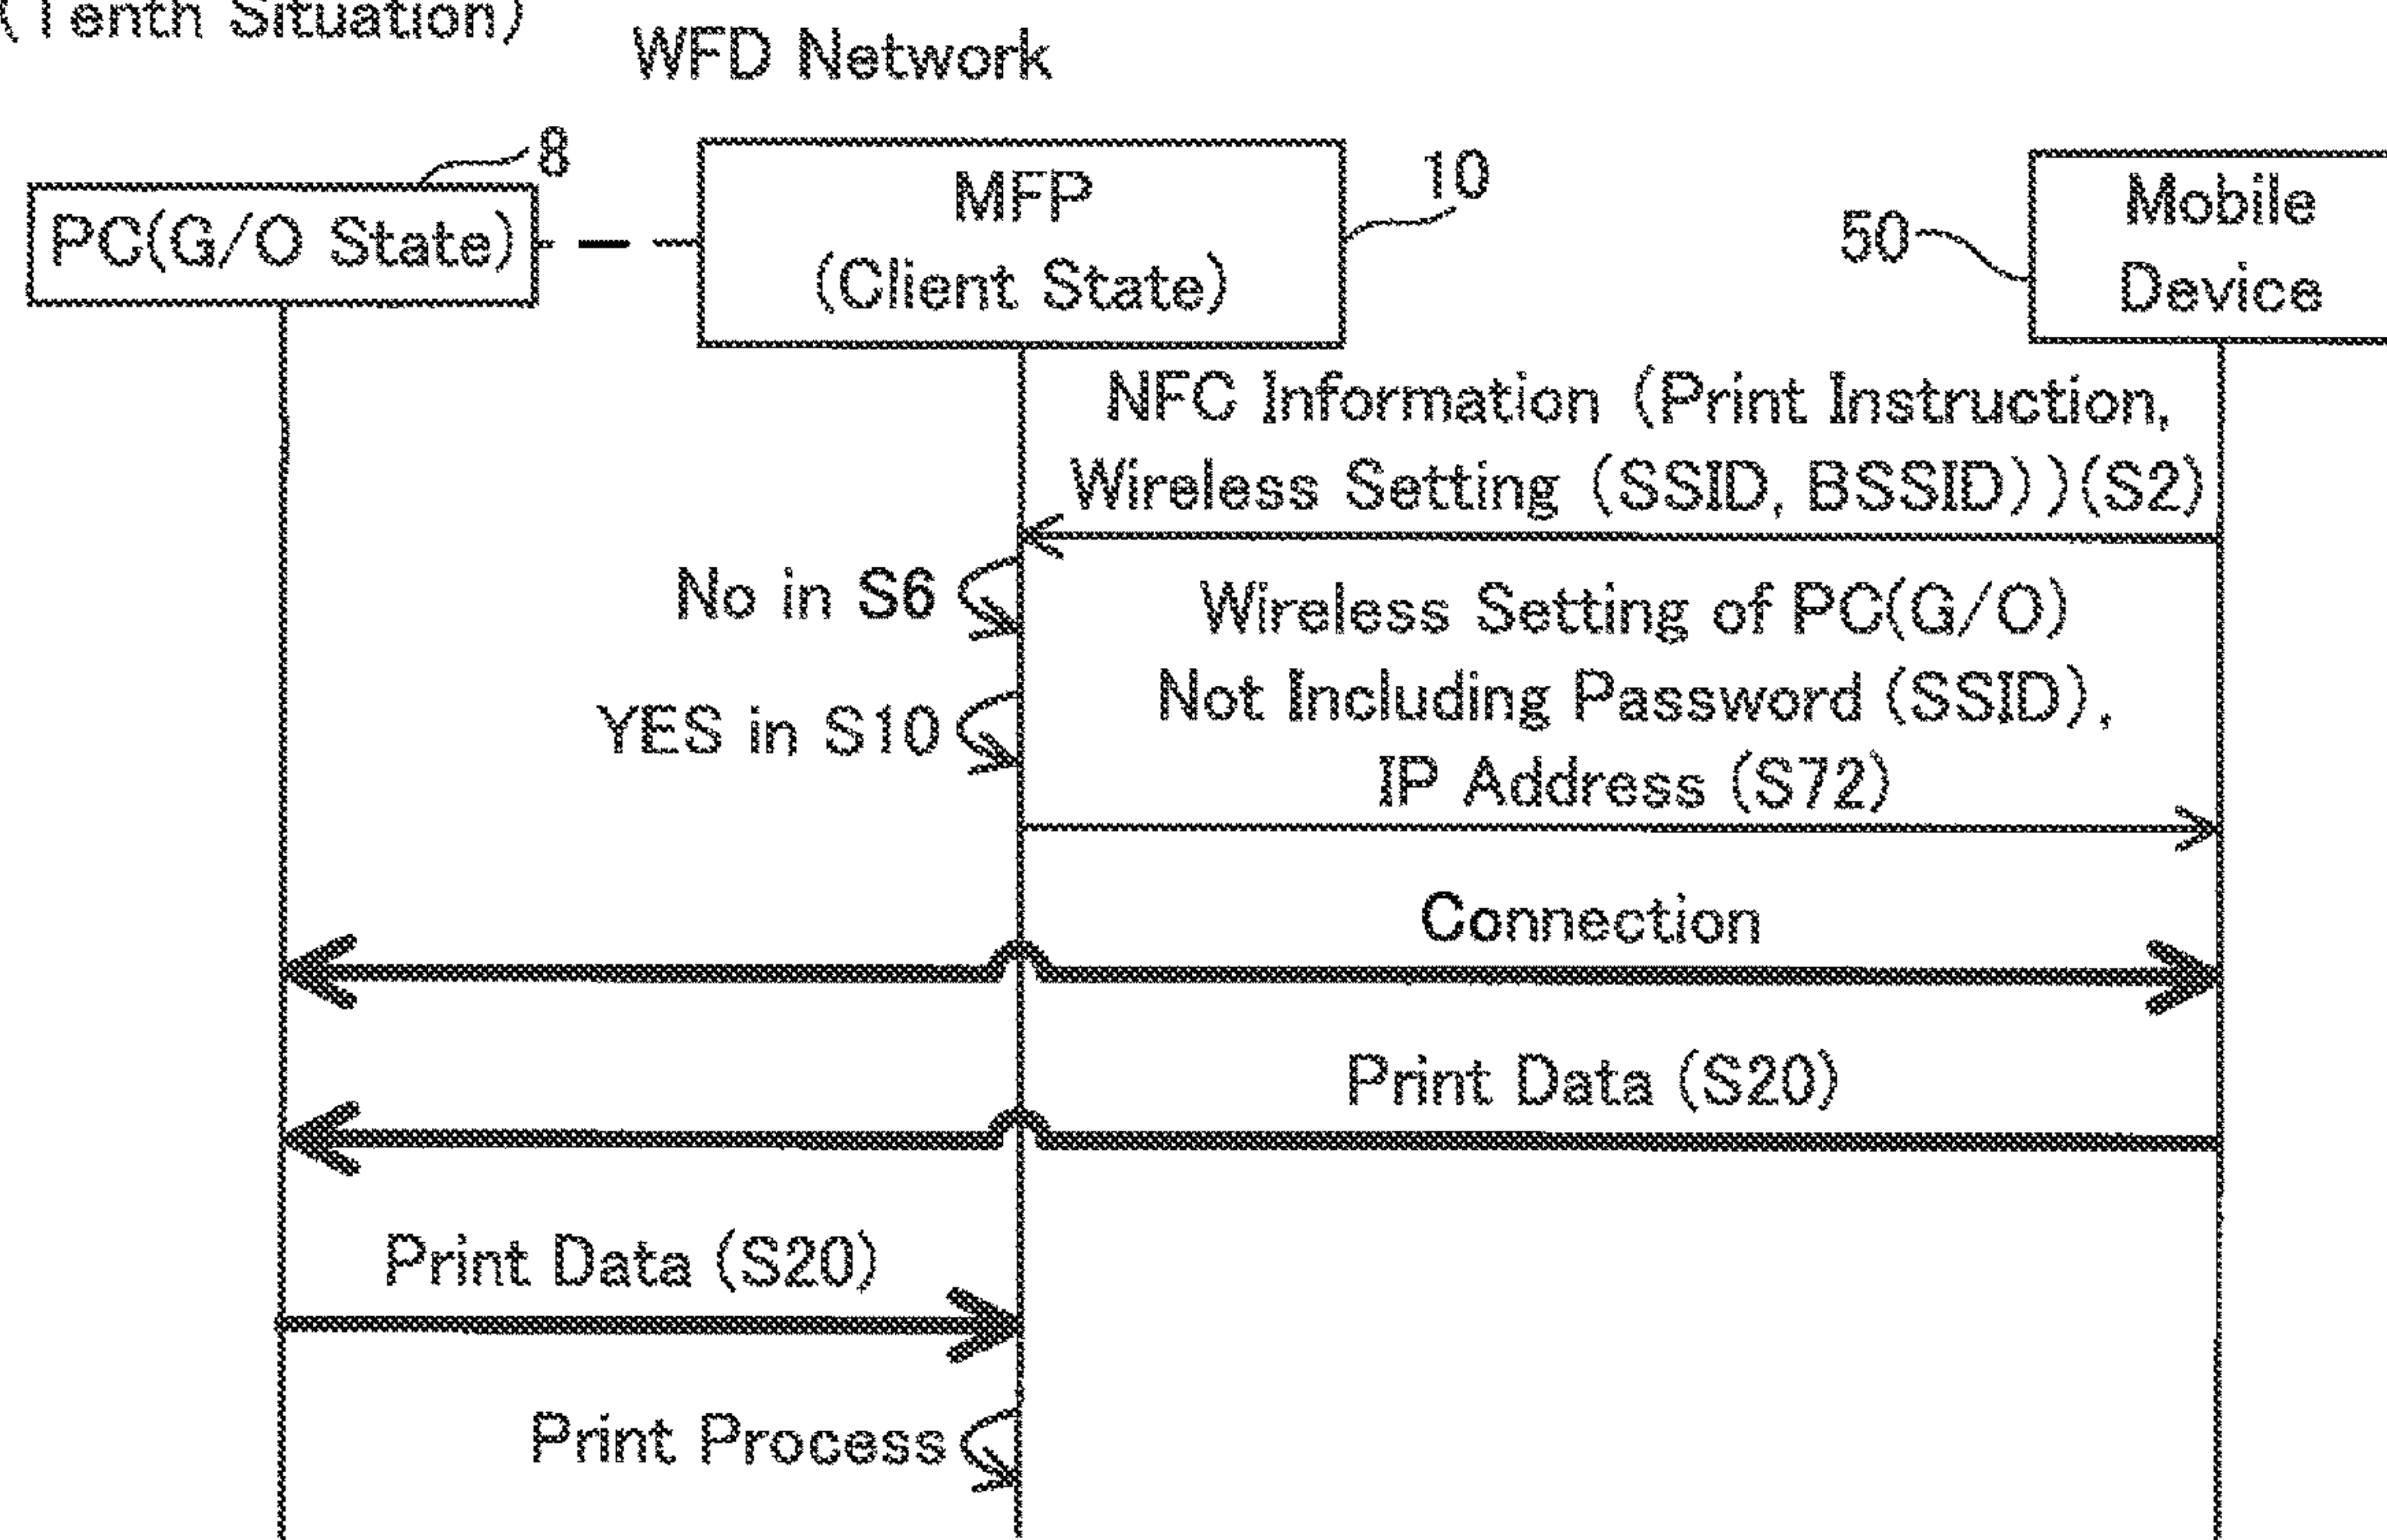 (Tenth Situation)
WFD Network
8
PC(G/O State)
MFP
(Client State)
10
50
Mobile
Device
NFC Information (Print Instruction,
Wireless Setting (SSID, BSSID))(S2)
No in S6
Wireless Setting of PC(G/O)
Not Including Password (SSID),
IP Address (S72)
YES in S10
Connection
Print Data (S20)
Print Data (S20)
Print Process